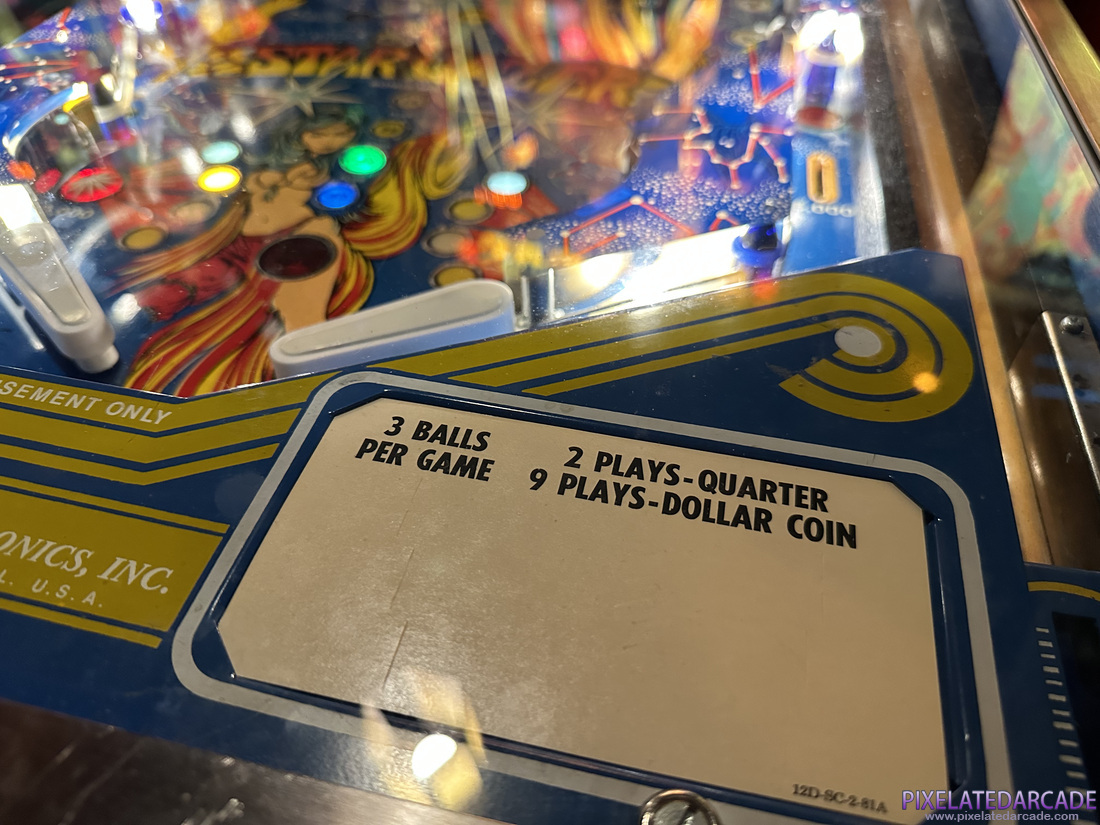 STAR
SEMENT ONLY
3 BALLS
PER GAME
2 PLAYS-QUARTER
9 PLAYS-DOLLAR COIN
ONICS, INC.
L. U.S.A.
12D-SC-2-81A
PIXELATEDARCADE
www.pixelatedarcade.com